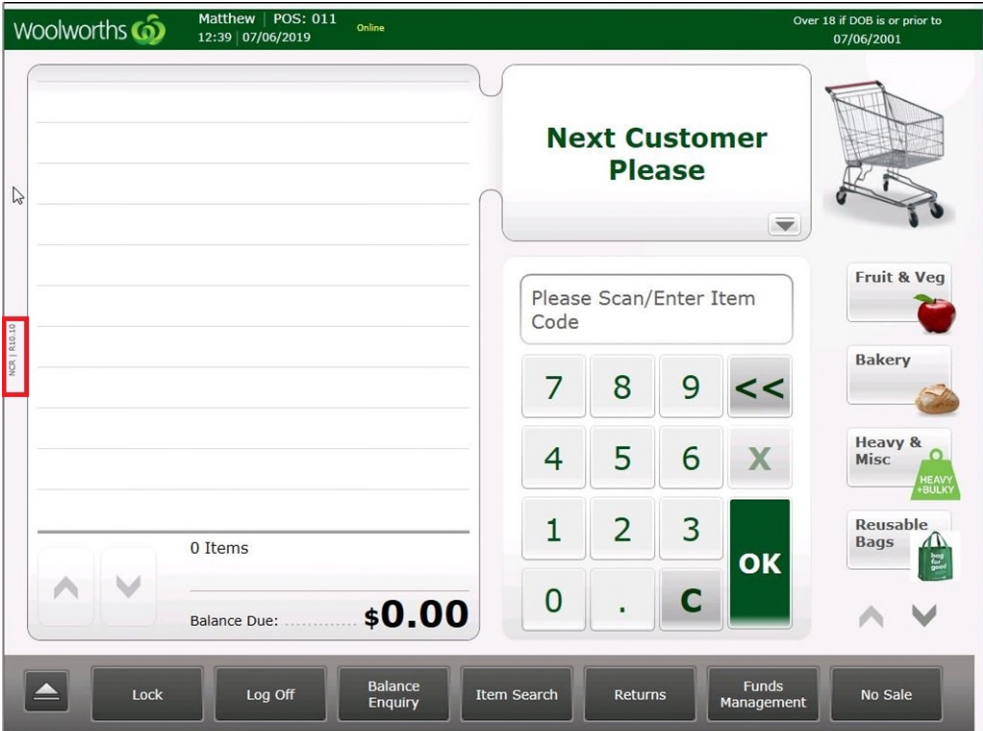 Woolworths
Matthew | POS: 011
12:39 | 07/06/2019
Online
Over 18 if DOB is or prior to
07/06/2001
Next Customer
Please
NCR | R10.10
Please Scan/Enter Item
Code
7 8 9 <<
4 5 6 X
1 2 3
OK
0 . C
Fruit & Veg
Bakery
Heavy &
Misc
HEAVY
+BULKY
Reusable
Bags
bag
for
good
0 Items
Balance Due: ............ $0.00
Lock
Log Off
Balance
Enquiry
Item Search
Returns
Funds
Management
No Sale